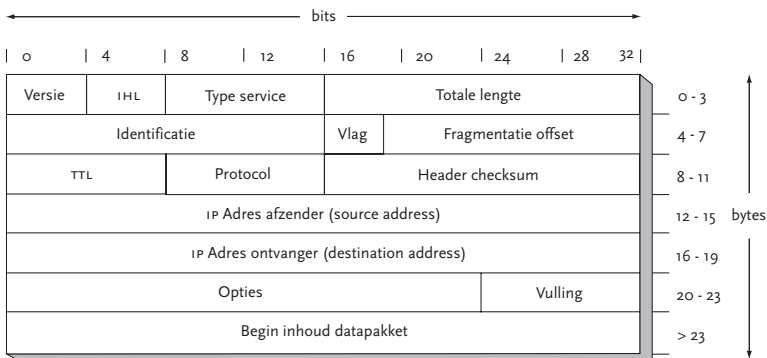 bits
0 4 8 12 16 20 24 28 32
Versie IHL Type service Totale lengte 0 - 3
Identificatie Vlag Fragmentatie offset 4 - 7
TTL Protocol Header checksum 8 - 11
IP Adres afzender (source address) 12 - 15 bytes
IP Adres ontvanger (destination address) 16 - 19
Opties Vulling 20 - 23
Begin inhoud datapakket > 23